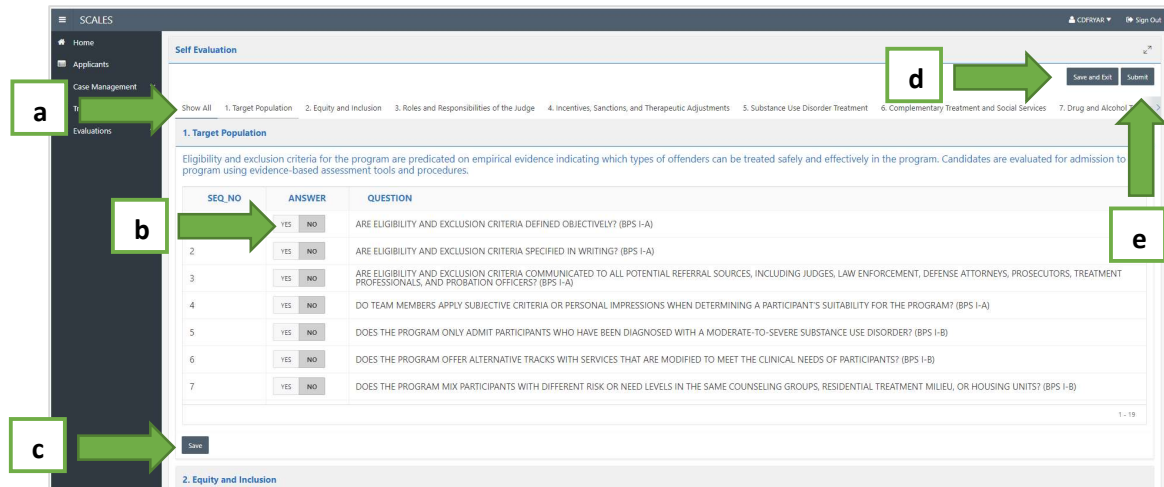 SCALES
CDFRYAR
Sign Out
Home
Applicants
Case Management
Evaluations
Self Evaluation
d
Save and Exit
Submit
a
Show All 1. Target Population 2. Equity and Inclusion 3. Roles and Responsibilities of the Judge 4. Incentives, Sanctions, and Therapeutic Adjustments 5. Substance Use Disorder Treatment 6. Complementary Treatment and Social Services 7. Drug and Alcohol
1. Target Population
Eligibility and exclusion criteria for the program are predicated on empirical evidence indicating which types of offenders can be treated safely and effectively in the program. Candidates are evaluated for admission to
program using evidence-based assessment tools and procedures.
SEQ_NO ANSWER QUESTION
b
YES NO ARE ELIGIBILITY AND EXCLUSION CRITERIA DEFINED OBJECTIVELY? (BPS I-A)
e
2 YES NO ARE ELIGIBILITY AND EXCLUSION CRITERIA SPECIFIED IN WRITING? (BPS I-A)
3 YES NO ARE ELIGIBILITY AND EXCLUSION CRITERIA COMMUNICATED TO ALL POTENTIAL REFERRAL SOURCES, INCLUDING JUDGES, LAW ENFORCEMENT, DEFENSE ATTORNEYS, PROSECUTORS, TREATMENT
PROFESSIONALS, AND PROBATION OFFICERS? (BPS I-A)
4 YES NO DO TEAM MEMBERS APPLY SUBJECTIVE CRITERIA OR PERSONAL IMPRESSIONS WHEN DETERMINING A PARTICIPANT'S SUITABILITY FOR THE PROGRAM? (BPS I-A)
5 YES NO DOES THE PROGRAM ONLY ADMIT PARTICIPANTS WHO HAVE BEEN DIAGNOSED WITH A MODERATE-TO-SEVERE SUBSTANCE USE DISORDER? (BPS I-B)
6 YES NO DOES THE PROGRAM OFFER ALTERNATIVE TRACKS WITH SERVICES THAT ARE MODIFIED TO MEET THE CLINICAL NEEDS OF PARTICIPANTS? (BPS I-B)
7 YES NO DOES THE PROGRAM MIX PARTICIPANTS WITH DIFFERENT RISK OR NEED LEVELS IN THE SAME COUNSELING GROUPS, RESIDENTIAL TREATMENT MILIEU, OR HOUSING UNITS? (BPS I-B)
1 - 19
c
Save
2. Equity and Inclusion